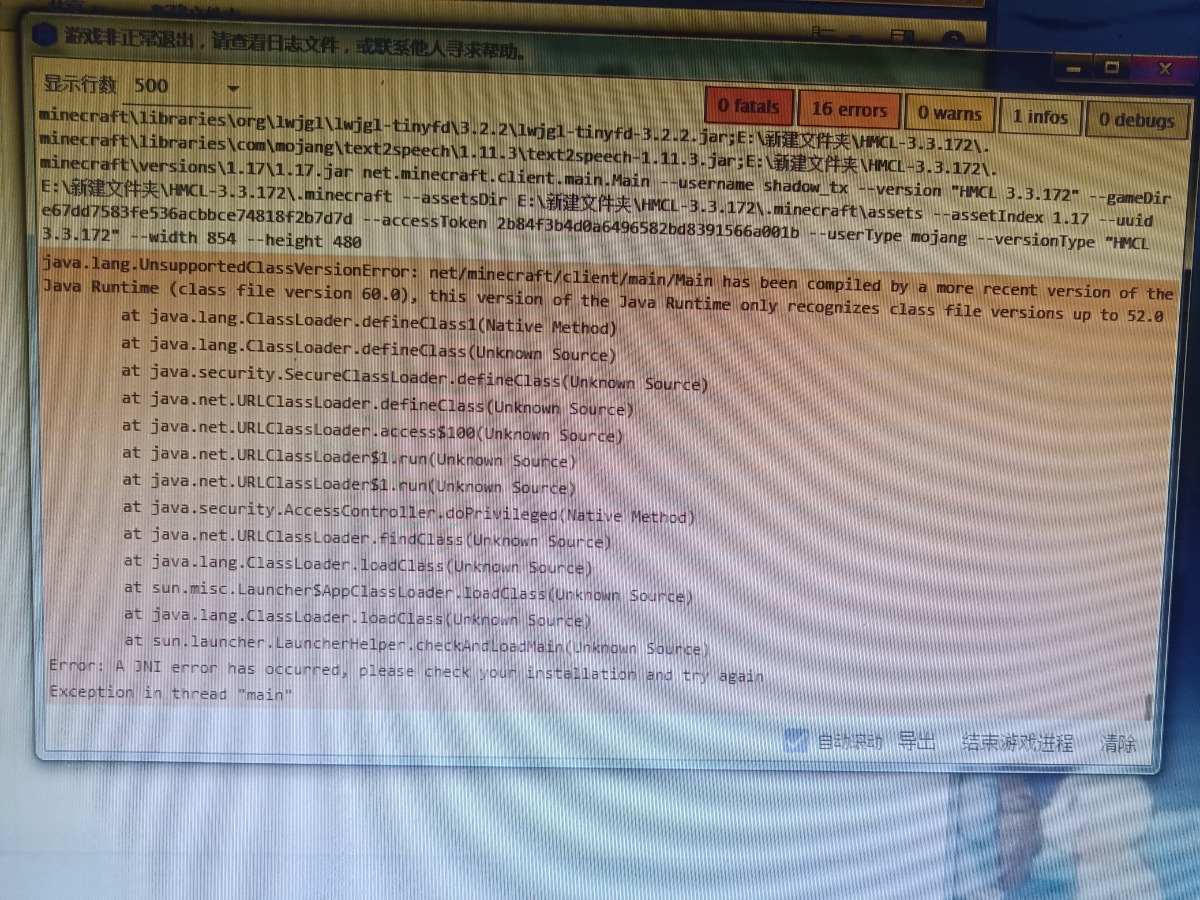 游戏非正常退出，请查看日志文件，或联系他人寻求帮助。
显示行数 500
0 fatals 16 errors 0 warns 1 infos 0 debugs
minecraft\libraries\org\lwjgl\lwjgl-tinyfd\3.2.2\lwjgl-tinyfd-3.2.2.jar;E:\新建文件夹\HMCL-3.3.172\.
minecraft\libraries\com\mojang\text2speech\1.11.3\text2speech-1.11.3.jar;E:\新建文件夹\HMCL-3.3.172\.
minecraft\versions\1.17\1.17.jar net.minecraft.client.main.Main --username shadow_tx --version "HMCL 3.3.172" --gameDir
E:\新建文件夹\HMCL-3.3.172\.minecraft --assetsDir E:\新建文件夹\HMCL-3.3.172\.minecraft\assets --assetIndex 1.17 --uuid
e67dd7583fe536acbbce74818f2b7d7d --accessToken 2b84f3b4d0a6496582bd8391566a001b --userType mojang --versionType "HMCL
3.3.172" --width 854 --height 480
java.lang.UnsupportedClassVersionError: net/minecraft/client/main/Main has been compiled by a more recent version of the
Java Runtime (class file version 60.0), this version of the Java Runtime only recognizes class file versions up to 52.0
at java.lang.ClassLoader.defineClass1(Native Method)
at java.lang.ClassLoader.defineClass(Unknown Source)
at java.security.SecureClassLoader.defineClass(Unknown Source)
at java.net.URLClassLoader.defineClass(Unknown Source)
at java.net.URLClassLoader.access$100(Unknown Source)
at java.net.URLClassLoader$1.run(Unknown Source)
at java.net.URLClassLoader$1.run(Unknown Source)
at java.security.AccessController.doPrivileged(Native Method)
at java.net.URLClassLoader.findClass(Unknown Source)
at java.lang.ClassLoader.loadClass(Unknown Source)
at sun.misc.Launcher$AppClassLoader.loadClass(Unknown Source)
at java.lang.ClassLoader.loadClass(Unknown Source)
at sun.launcher.LauncherHelper.checkAndLoadMain(Unknown Source)
Error: A JNI error has occurred, please check your installation and try again
Exception in thread "main"
自动滚动 导出 结束游戏进程 清除